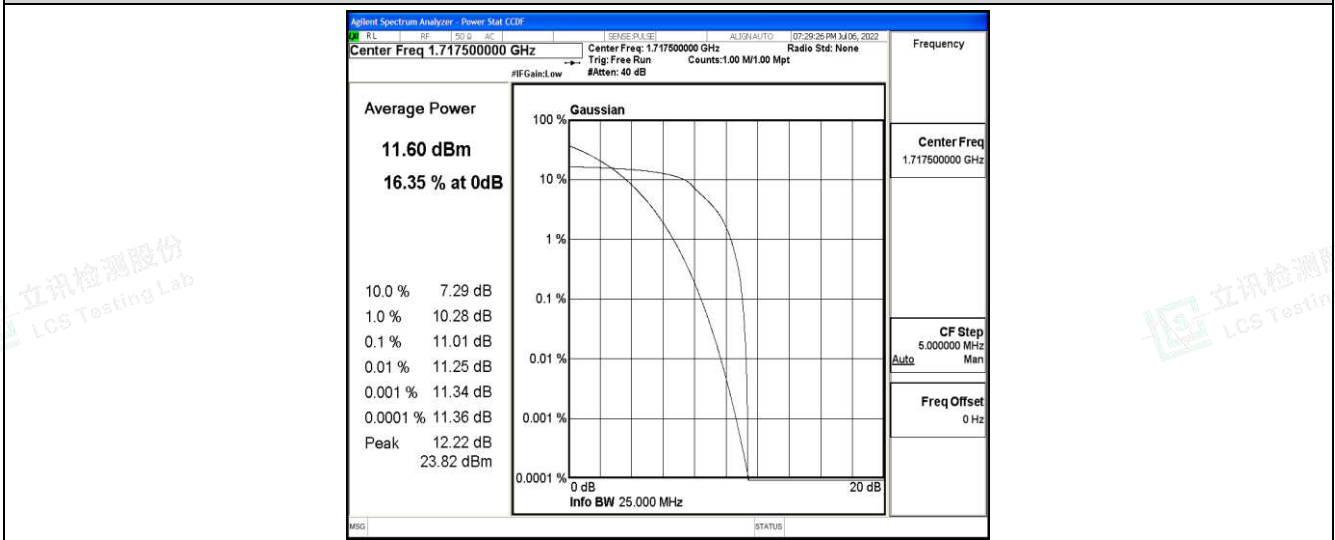 Agilent Spectrum Analyzer - Power Stat CCDF
RL RF 50 Ω AC SENSE:PULSE ALIGN AUTO 07:29:26 PM Jul 06, 2022
Center Freq 1.717500000 GHz
Center Freq: 1.717500000 GHz Radio Std: None
Trig: Free Run Counts:1.00 M/1.00 Mpt
#IFGain:Low #Atten: 40 dB
Frequency
Average Power
11.60 dBm
16.35 % at 0dB
10.0 % 7.29 dB
1.0 % 10.28 dB
0.1 % 11.01 dB
0.01 % 11.25 dB
0.001 % 11.34 dB
0.0001 % 11.36 dB
Peak 12.22 dB
23.82 dBm
Gaussian
100 %
10 %
1 %
0.1 %
0.01 %
0.001 %
0.0001 %
0 dB 20 dB
Info BW 25.000 MHz
Center Freq
1.717500000 GHz
CF Step
5.000000 MHz
Auto Man
Freq Offset
0 Hz
MSG STATUS
立讯检测股份
LCS Testing Lab
立讯检测
LCS Testin